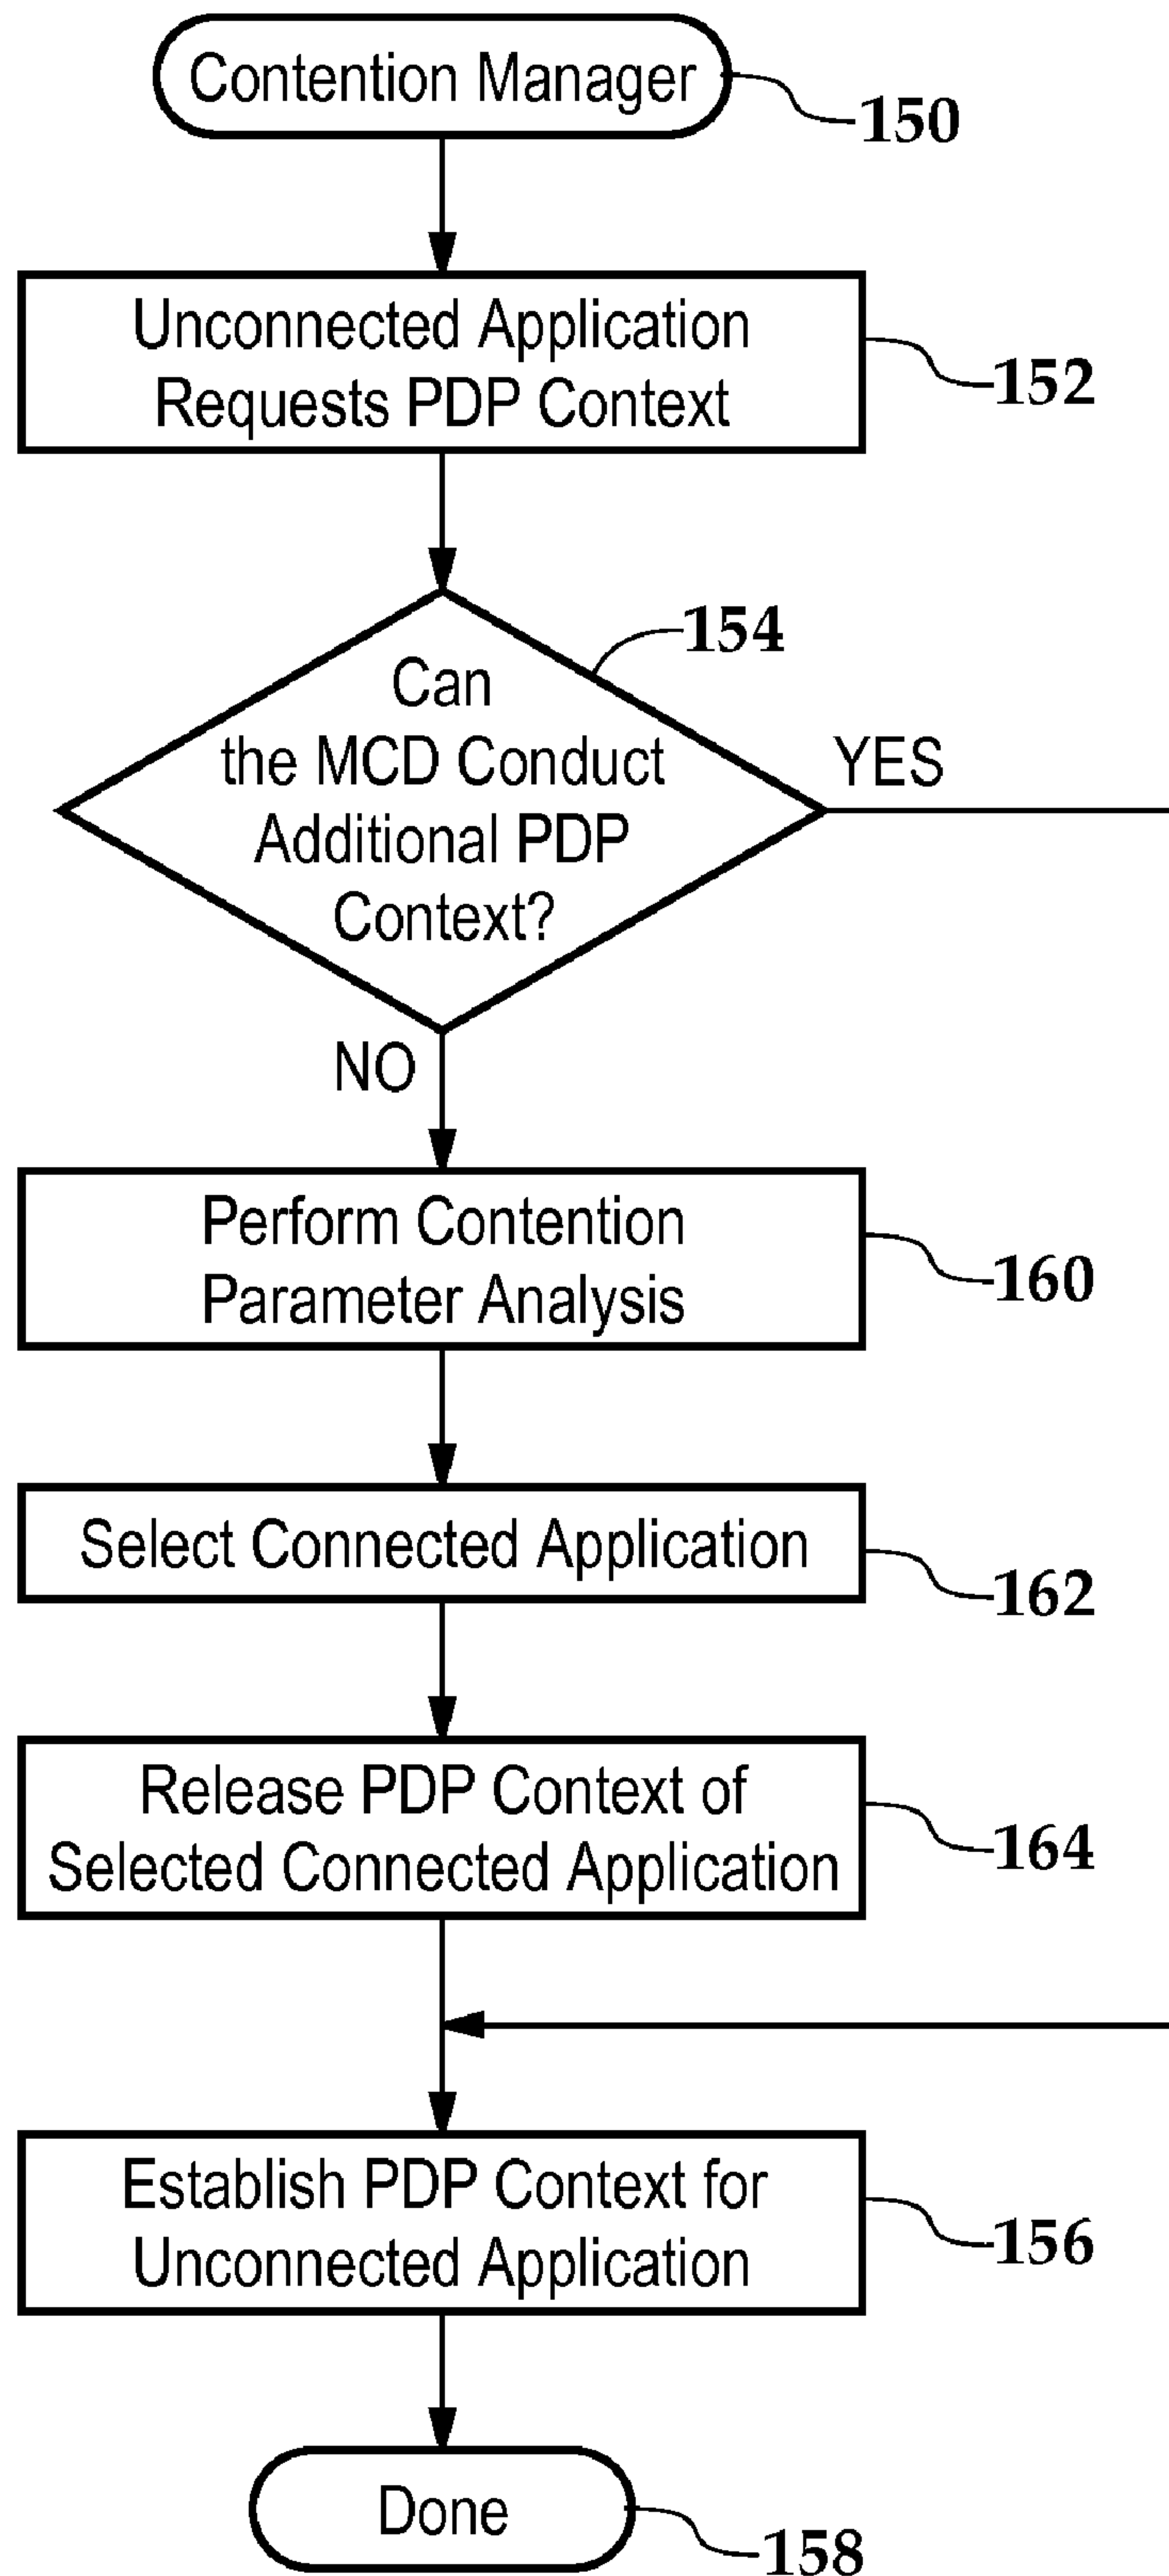 Contention Manager
150
Unconnected Application
Requests PDP Context
152
154
Can
the MCD Conduct
Additional PDP
Context?
YES
NO
Perform Contention
Parameter Analysis
160
Select Connected Application
162
Release PDP Context of
Selected Connected Application
164
Establish PDP Context for
Unconnected Application
156
Done
158